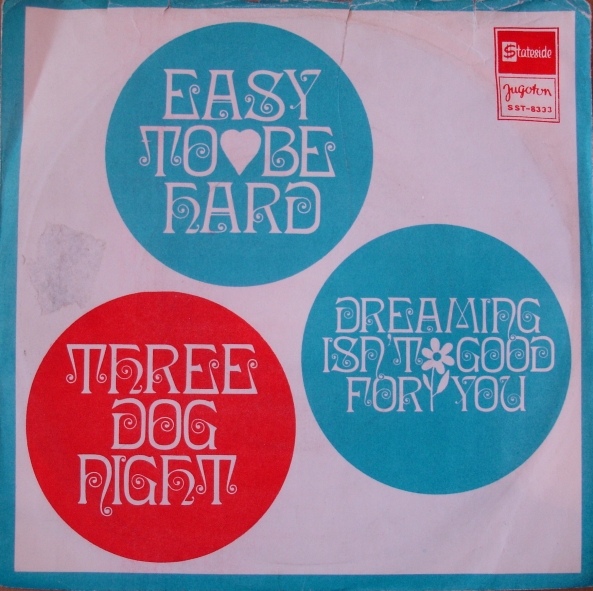 EASY
TO BE
HARD
Stateside
Jugoton
SST-8333
DREAMING
ISN'T GOOD
FOR YOU
THREE
DOG
NIGHT